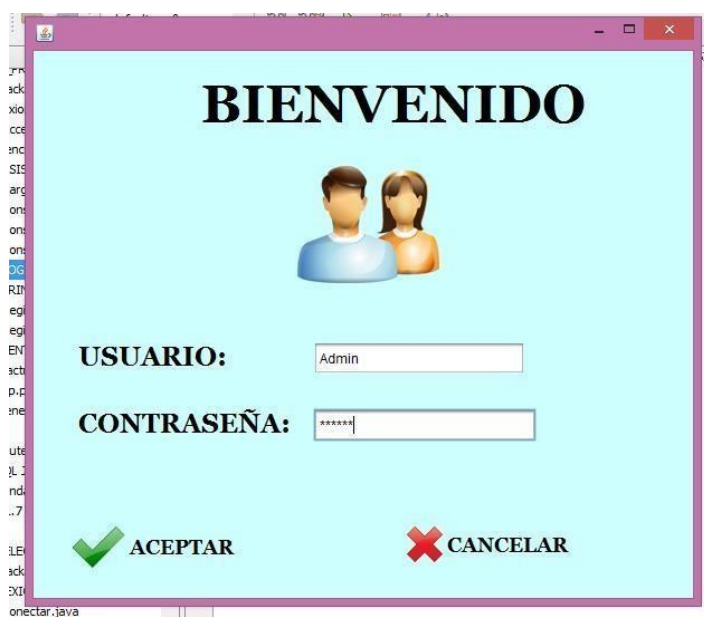 BIENVENIDO
USUARIO: Admin
CONTRASEÑA: ******
ACEPTAR CANCELAR
onectar.java